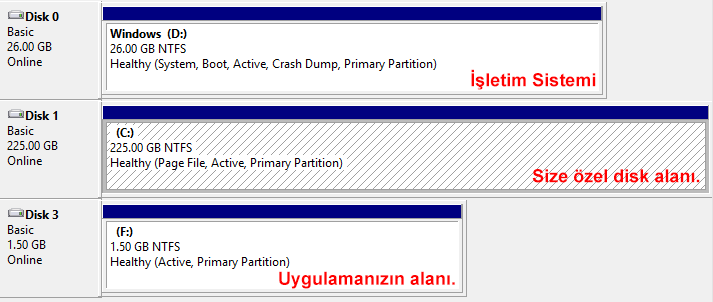 Disk 0
Basic
26.00 GB
Online
Windows (D:)
26.00 GB NTFS
Healthy (System, Boot, Active, Crash Dump, Primary Partition)
İşletim Sistemi
Disk 1
Basic
225.00 GB
Online
(C:)
225.00 GB NTFS
Healthy (Page File, Active, Primary Partition)
Size özel disk alanı.
Disk 3
Basic
1.50 GB
Online
(F:)
1.50 GB NTFS
Healthy (Active, Primary Partition)
Uygulamanızın alanı.